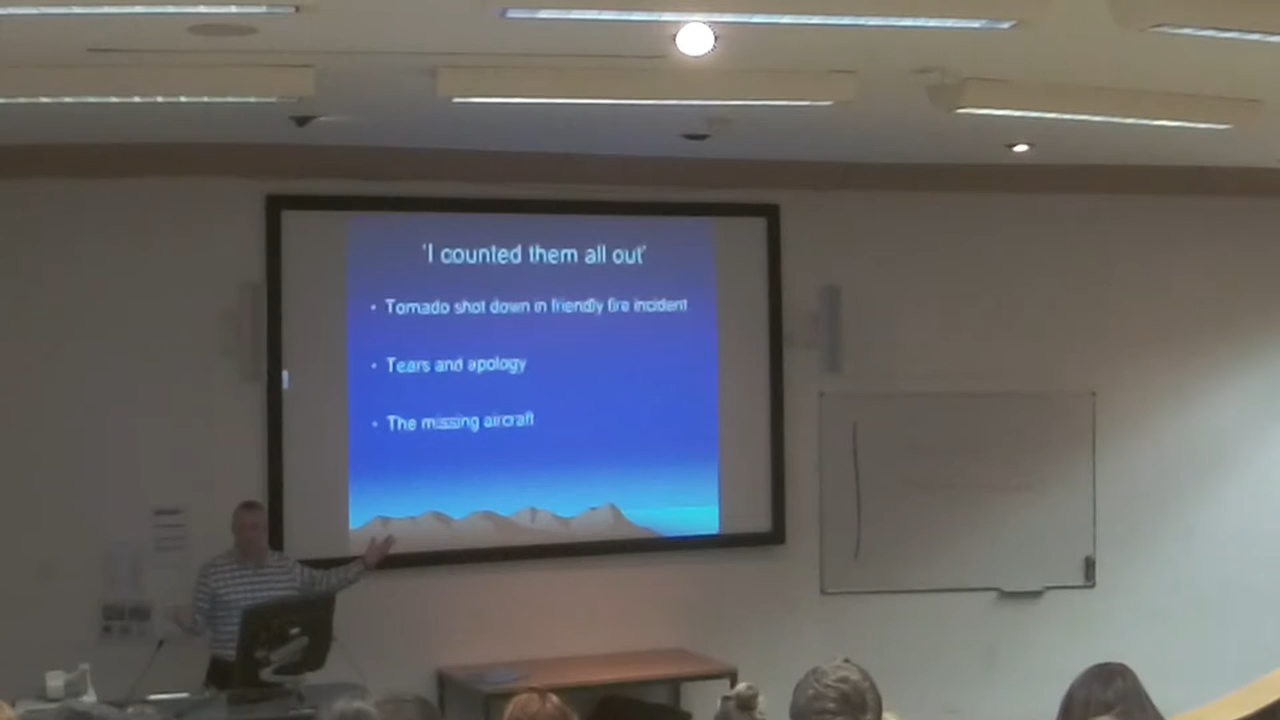 'I counted them all out'
• Tornado shot down in friendly fire incident
• Tears and apology
• The missing aircraft